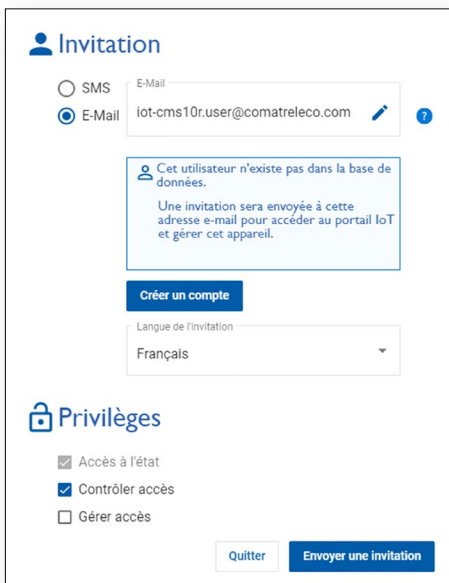 Invitation
SMS
E-Mail
E-Mail
iot-cms10r.user@comatreleco.com
?
Cet utilisateur n'existe pas dans la base de
données.
Une invitation sera envoyée à cette
adresse e-mail pour accéder au portail IoT
et gérer cet appareil.
Créer un compte
Langue de l'invitation
Français
Privilèges
Accès à l'état
Contrôler accès
Gérer accès
Quitter
Envoyer une invitation